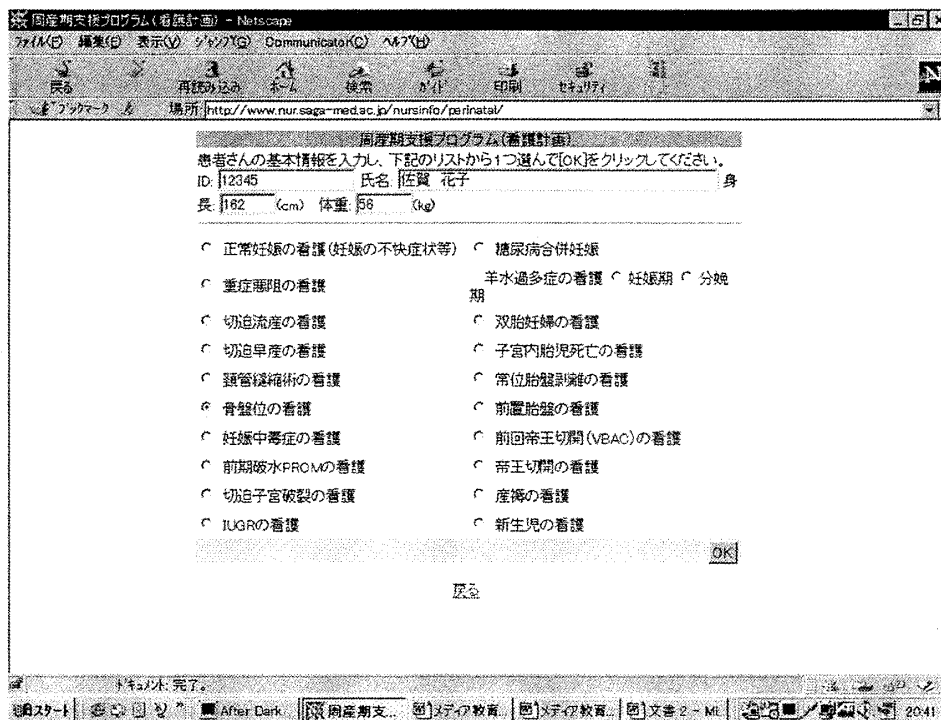 周産期支援プログラム(看護計画) - Netscape
ファイル(F) 編集(E) 表示(V) ジャンプ(G) Communicator(C) ヘルプ(H)
戻る 再読み込み ホーム 検索 ガイド 印刷 セキュリティ
ブックマーク 場所: http://www.nur.saga-med.ac.jp/nursinfo/perinatal/
周産期支援プログラム(看護計画)
患者さんの基本情報を入力し、下記のリストから1つ選んで[OK]をクリックしてください。
ID: 12345 氏名: 佐賀 花子 身
長: 162 (cm) 体重: 56 (kg)
正常妊娠の看護(妊娠の不快症状等) 糖尿病合併妊娠
重症悪阻の看護 羊水過多症の看護 妊娠期 分娩
期
切迫流産の看護 双胎妊婦の看護
切迫早産の看護 子宮内胎児死亡の看護
頚管縫縮術の看護 常位胎盤剥離の看護
骨盤位の看護 前置胎盤の看護
妊娠中毒症の看護 前回帝王切開(VBAC)の看護
前期破水PROMの看護 帝王切開の看護
切迫子宮破裂の看護 産褥の看護
IUGRの看護 新生児の看護
OK
戻る
ドキュメント: 完了。
スタート After Dark 周産期支... メディア教育... メディア教育... 文書 2 - Mi... 20:41